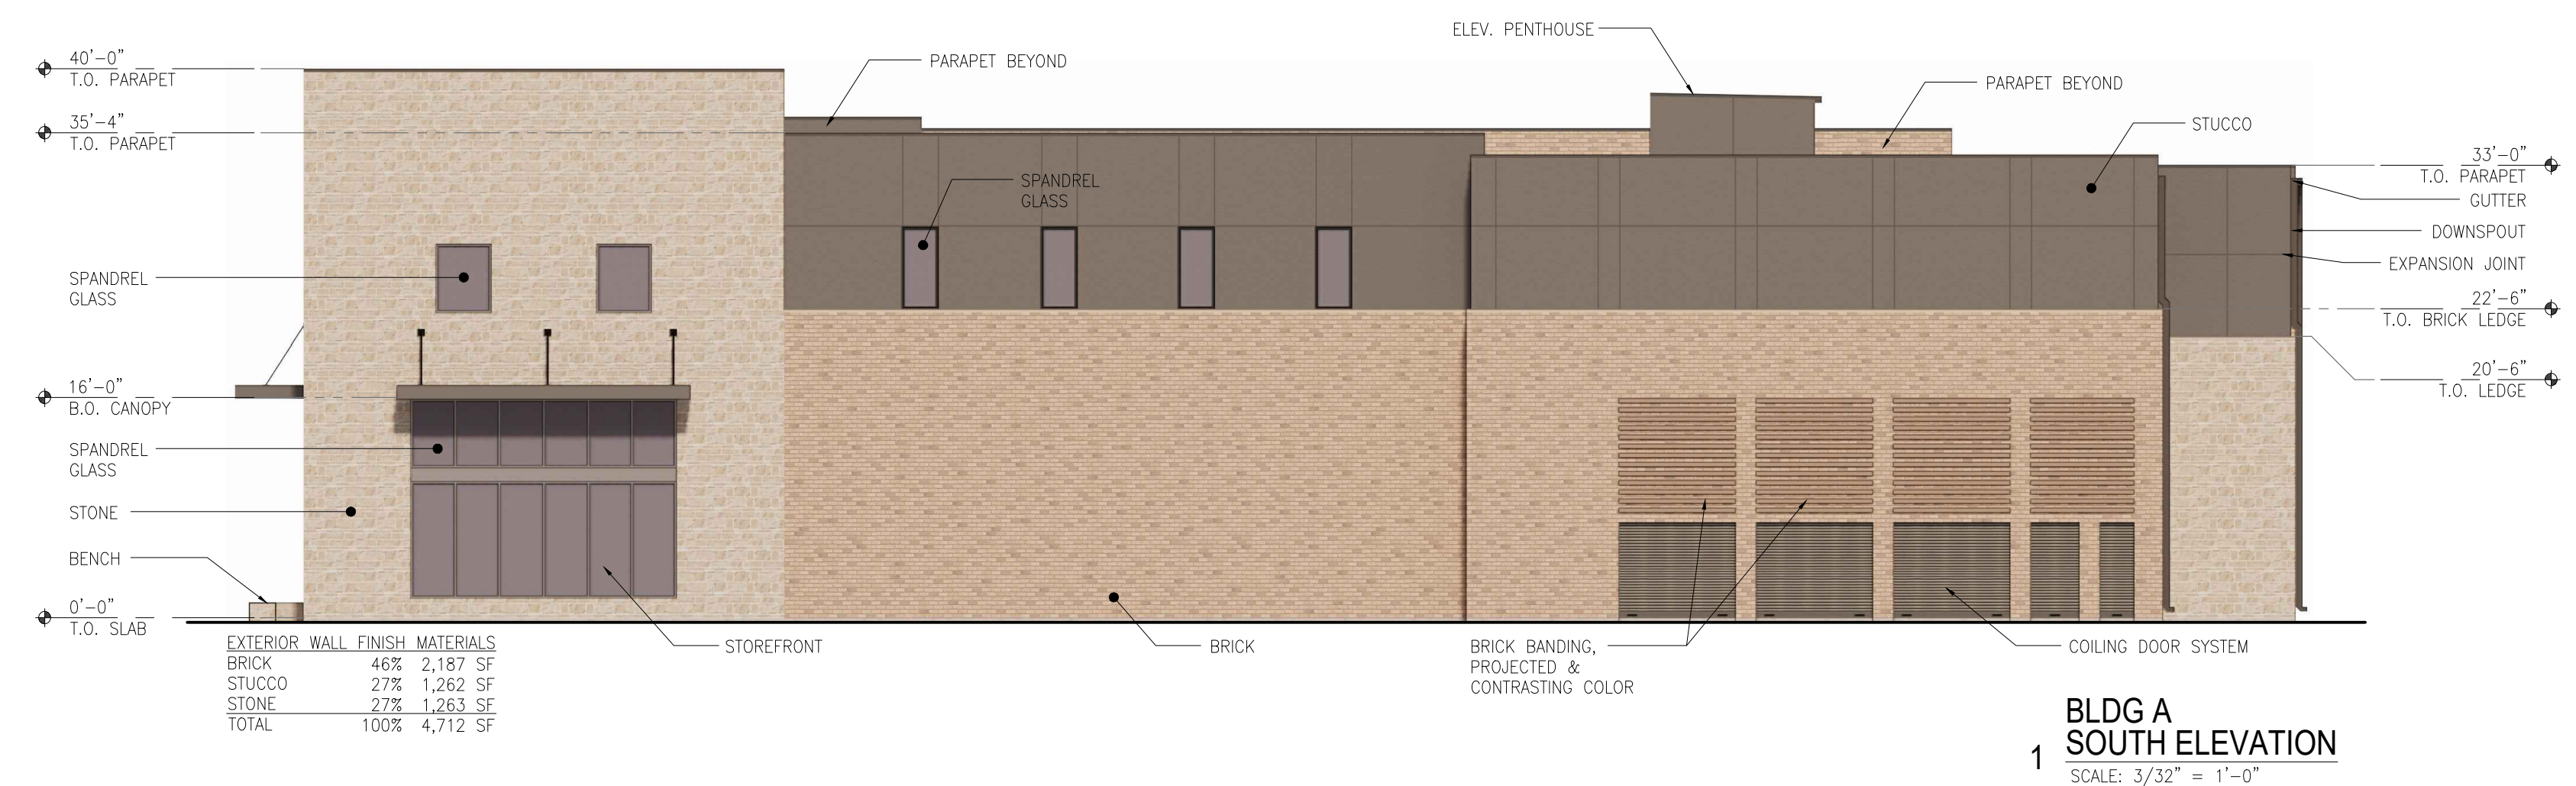 ELEV. PENTHOUSE
40'-0"
T.O. PARAPET
PARAPET BEYOND
PARAPET BEYOND
35'-4"
T.O. PARAPET
STUCCO
33'-0"
T.O. PARAPET
SPANDREL
GLASS
GUTTER
DOWNSPOUT
EXPANSION JOINT
SPANDREL
GLASS
22'-6"
T.O. BRICK LEDGE
20'-6"
T.O. LEDGE
16'-0"
B.O. CANOPY
SPANDREL
GLASS
STONE
BENCH
0'-0"
T.O. SLAB
STOREFRONT
BRICK
BRICK BANDING,
PROJECTED &
CONTRASTING COLOR
COILING DOOR SYSTEM
EXTERIOR WALL FINISH MATERIALS
BRICK 46% 2,187 SF
STUCCO 27% 1,262 SF
STONE 27% 1,263 SF
TOTAL 100% 4,712 SF
BLDG A
1 SOUTH ELEVATION
SCALE: 3/32" = 1'-0"